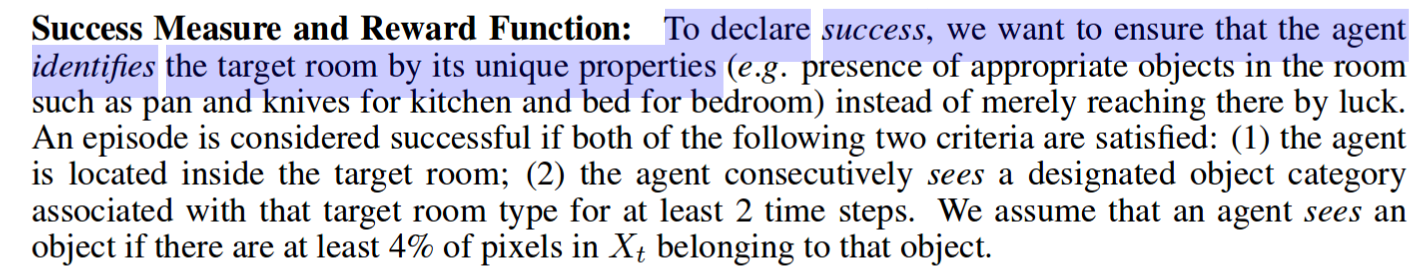 Success Measure and Reward Function: To declare success, we want to ensure that the agent
identifies the target room by its unique properties (e.g. presence of appropriate objects in the room
such as pan and knives for kitchen and bed for bedroom) instead of merely reaching there by luck.
An episode is considered successful if both of the following two criteria are satisfied: (1) the agent
is located inside the target room; (2) the agent consecutively sees a designated object category
associated with that target room type for at least 2 time steps. We assume that an agent sees an
object if there are at least 4% of pixels in Xₜ belonging to that object.